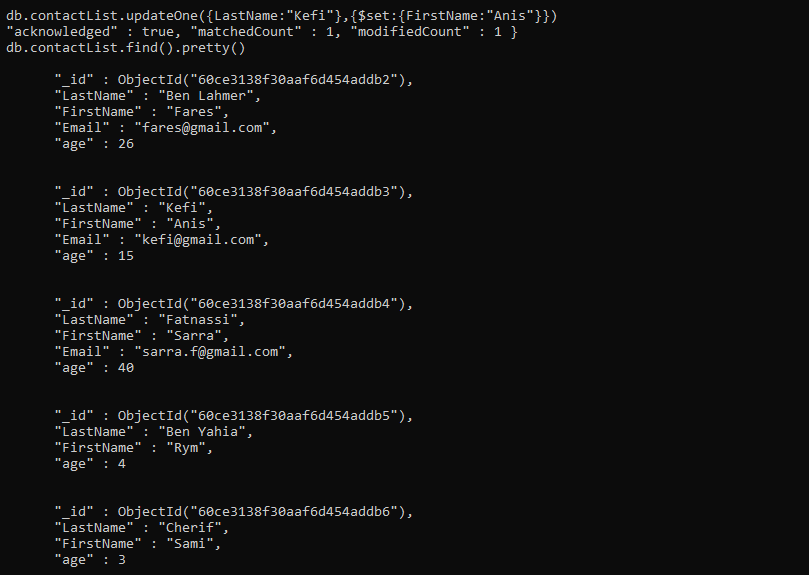 db.contactList.updateOne({LastName:"Kefi"},{$set:{FirstName:"Anis"}})
"acknowledged" : true, "matchedCount" : 1, "modifiedCount" : 1 }
db.contactList.find().pretty()
"_id" : ObjectId("60ce3138f30aaf6d454addb2"),
"LastName" : "Ben Lahmer",
"FirstName" : "Fares",
"Email" : "fares@gmail.com",
"age" : 26
"_id" : ObjectId("60ce3138f30aaf6d454addb3"),
"LastName" : "Kefi",
"FirstName" : "Anis",
"Email" : "kefi@gmail.com",
"age" : 15
"_id" : ObjectId("60ce3138f30aaf6d454addb4"),
"LastName" : "Fatnassi",
"FirstName" : "Sarra",
"Email" : "sarra.f@gmail.com",
"age" : 40
"_id" : ObjectId("60ce3138f30aaf6d454addb5"),
"LastName" : "Ben Yahia",
"FirstName" : "Rym",
"age" : 4
"_id" : ObjectId("60ce3138f30aaf6d454addb6"),
"LastName" : "Cherif",
"FirstName" : "Sami",
"age" : 3